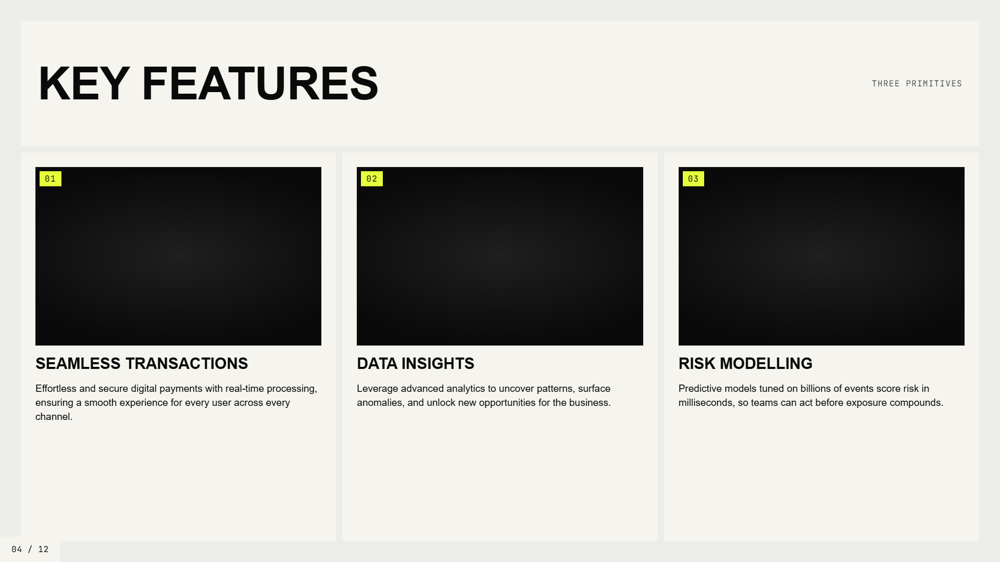 KEY FEATURES
THREE PRIMITIVES
01
SEAMLESS TRANSACTIONS
Effortless and secure digital payments with real-time processing,
ensuring a smooth experience for every user across every
channel.
02
DATA INSIGHTS
Leverage advanced analytics to uncover patterns, surface
anomalies, and unlock new opportunities for the business.
03
RISK MODELLING
Predictive models tuned on billions of events score risk in
milliseconds, so teams can act before exposure compounds.
04 / 12